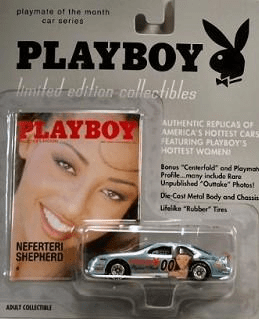 playmate of the month
car series
PLAYBOY
limited edition collectibles
AUTHENTIC REPLICAS OF
AMERICA'S HOTTEST CARS
FEATURING PLAYBOY'S
HOTTEST WOMEN!
Bonus "Centerfold" and Playmate
Profile...many include Rare
Unpublished "Outtake" Photos!
Die-Cast Metal Body and Chassis
Lifelike "Rubber" Tires
PLAYBOY
NEFERTERI
SHEPHERD
00
ADULT COLLECTIBLE